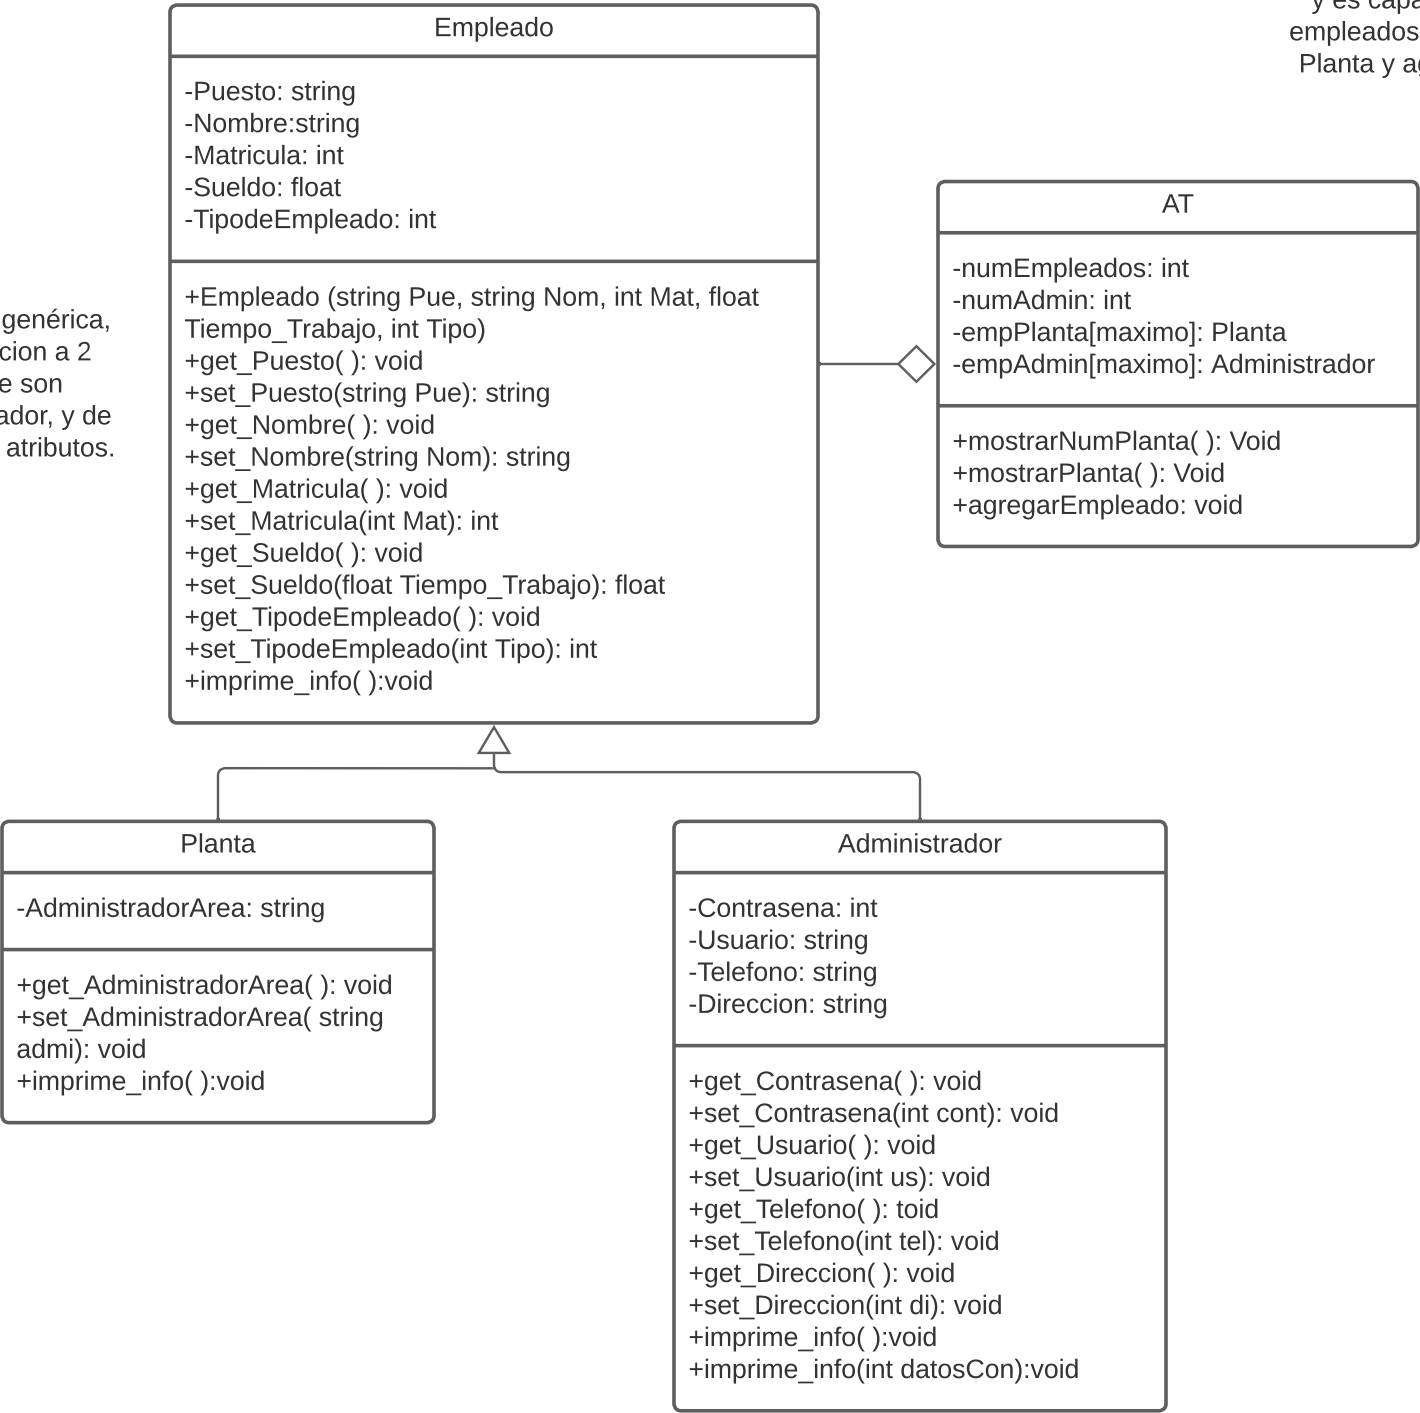 empleados
Planta y
Empleado
-Puesto: string
-Nombre:string
-Matricula: int
-Sueldo: float
-TipodeEmpleado: int
+Empleado (string Pue, string Nom, int Mat, float
Tiempo_Trabajo, int Tipo)
+get_Puesto( ): void
+set_Puesto(string Pue): string
+get_Nombre( ): void
+set_Nombre(string Nom): string
+get_Matricula( ): void
+set_Matricula(int Mat): int
+get_Sueldo( ): void
+set_Sueldo(float Tiempo_Trabajo): float
+get_TipodeEmpleado( ): void
+set_TipodeEmpleado(int Tipo): int
+imprime_info( ):void
genérica,
cion a 2
e son
ador, y de
atributos.
AT
-numEmpleados: int
-numAdmin: int
-empPlanta[maximo]: Planta
-empAdmin[maximo]: Administrador
+mostrarNumPlanta( ): Void
+mostrarPlanta( ): Void
+agregarEmpleado: void
Planta
-AdministradorArea: string
+get_AdministradorArea( ): void
+set_AdministradorArea( string
admi): void
+imprime_info( ):void
Administrador
-Contrasena: int
-Usuario: string
-Telefono: string
-Direccion: string
+get_Contrasena( ): void
+set_Contrasena(int cont): void
+get_Usuario( ): void
+set_Usuario(int us): void
+get_Telefono( ): toid
+set_Telefono(int tel): void
+get_Direccion( ): void
+set_Direccion(int di): void
+imprime_info( ):void
+imprime_info(int datosCon):void